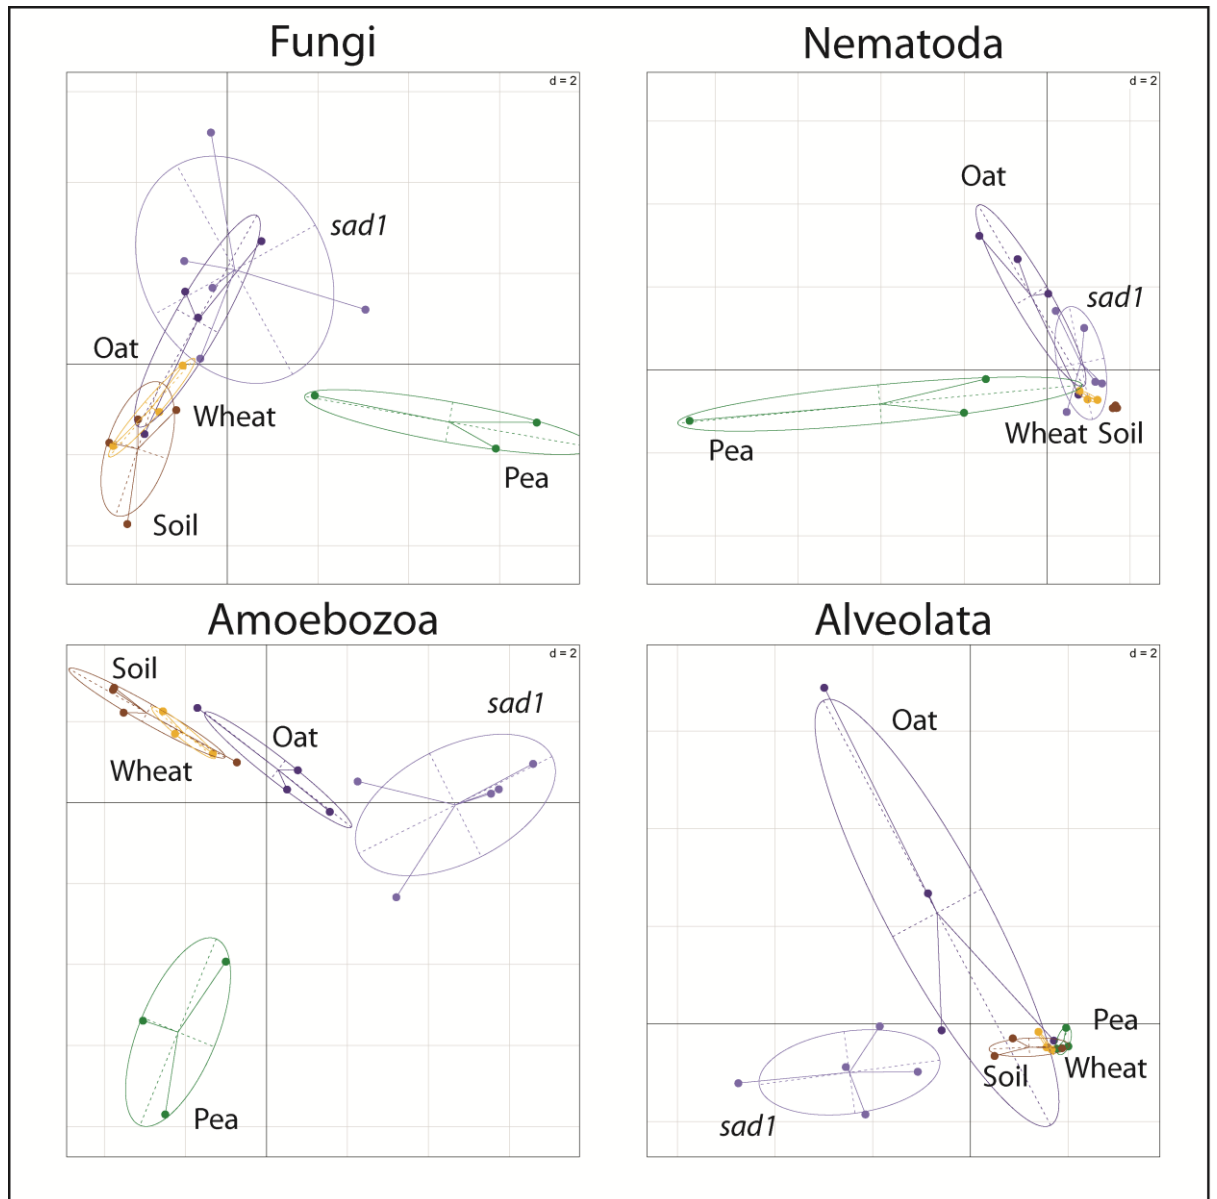 Fungi
d = 2
sad1
Oat
Wheat
Pea
Soil
Nematoda
d = 2
Oat
sad1
Wheat Soil
Pea
Amoebozoa
d = 2
Soil
sad1
Oat
Wheat
Pea
Alveolata
d = 2
Oat
Pea
Wheat
Soil
sad1